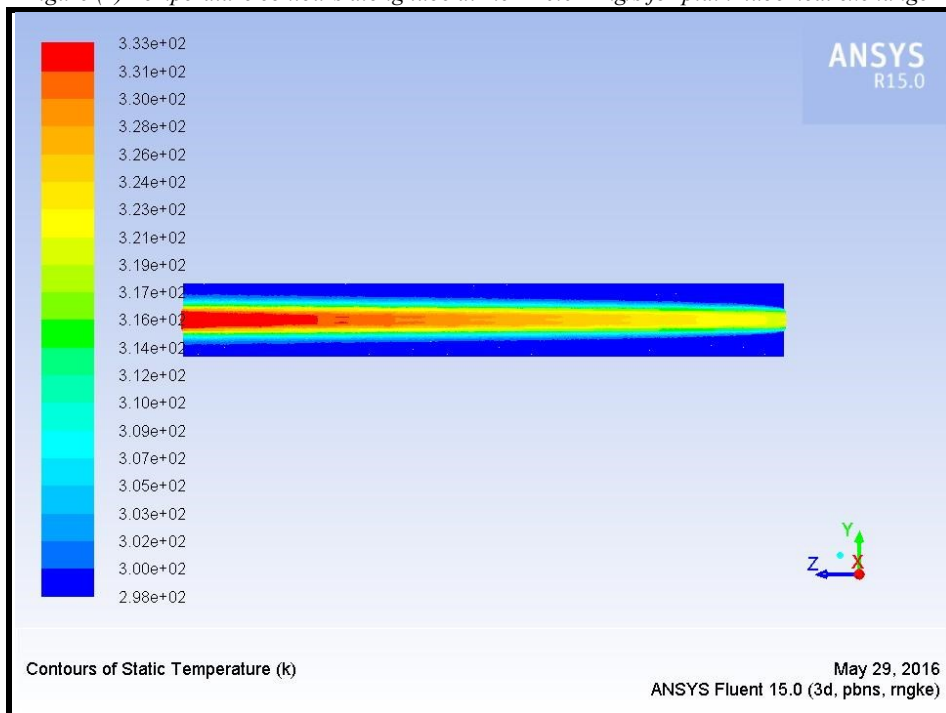 ANSYS
R15.0
3.33e+02
3.31e+02
3.30e+02
3.28e+02
3.26e+02
3.24e+02
3.23e+02
3.21e+02
3.19e+02
3.17e+02
3.16e+02
3.14e+02
3.12e+02
3.10e+02
3.09e+02
3.07e+02
3.05e+02
3.03e+02
3.02e+02
3.00e+02
2.98e+02
Y
Z
X
Contours of Static Temperature (k)
May 29, 2016
ANSYS Fluent 15.0 (3d, pbns, rngke)